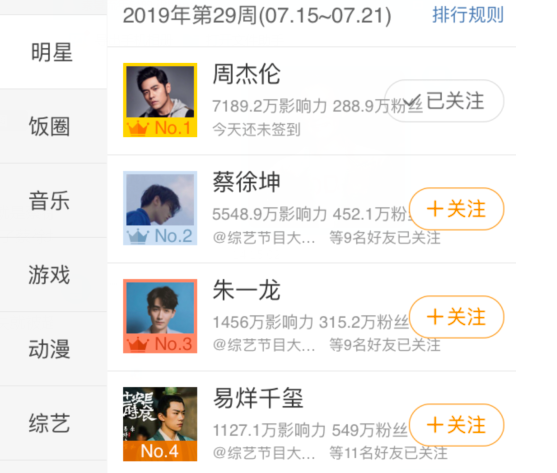 2019年第29周(07.15~07.21)
排行规则
明星
饭圈
音乐
游戏
动漫
综艺
周杰伦
7189.2万影响力 288.9万粉丝
已关注
今天还未签到
No.1
蔡徐坤
5548.9万影响力 452.1万粉丝
+关注
@综艺节目大... 等9名好友已关注
No.2
朱一龙
1456万影响力 315.2万粉丝
+关注
@综艺节目大... 等9名好友已关注
No.3
易烊千玺
1127.1万影响力 549万粉丝
+关注
@综艺节目大... 等11名好友已关注
No.4